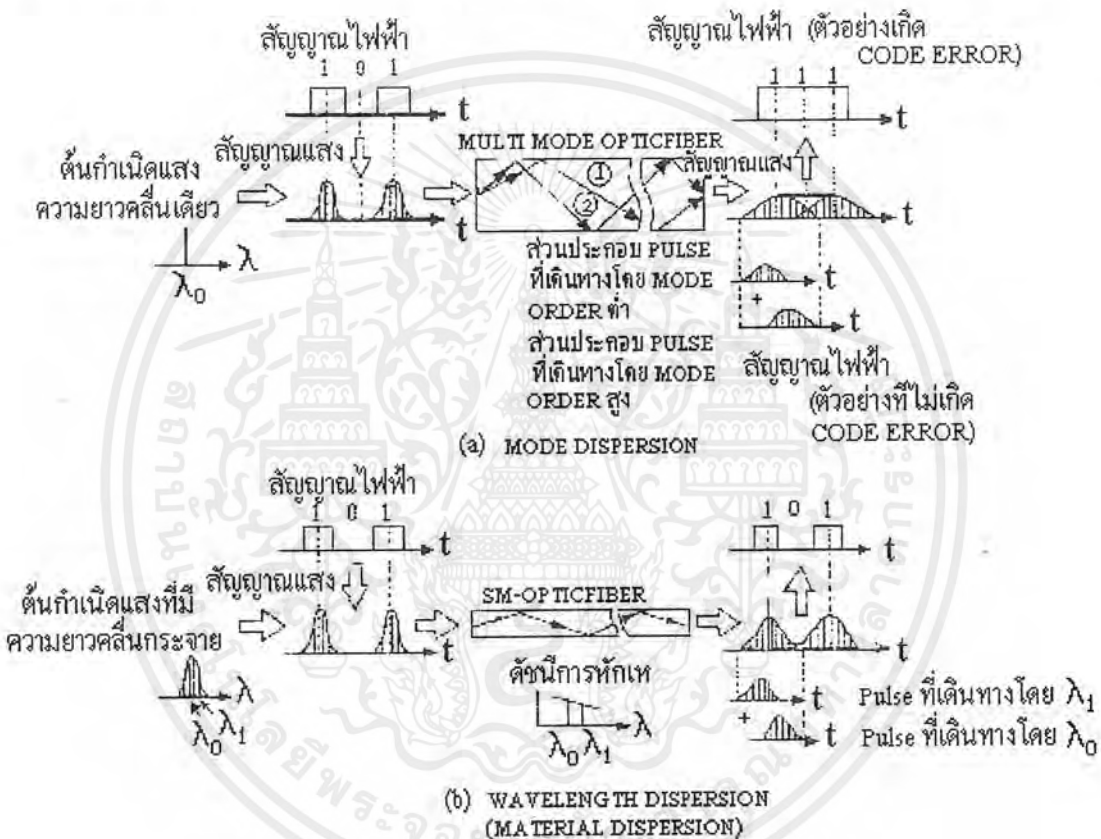 สัญญาณไฟฟ้า
1 0 1
t
สัญญาณไฟฟ้า (ตัวอย่างเกิด
CODE ERROR)
1 1 1
t
ต้นกำเนิดแสง
ความยาวคลื่นเดียว
λ
λ0
สัญญาณแสง
t
MULTI MODE OPTICFIBER
①
②
สัญญาณแสง
t
t
+
t
ส่วนประกอบ PULSE
ที่เดินทางโดย MODE
ORDER ต่ำ
ส่วนประกอบ PULSE
ที่เดินทางโดย MODE
ORDER สูง
สัญญาณไฟฟ้า
(ตัวอย่างที่ไม่เกิด
CODE ERROR)
(a) MODE DISPERSION
สัญญาณไฟฟ้า
1 0 1
t
1 0 1
t
ต้นกำเนิดแสงที่มี
ความยาวคลื่นกระจาย
λ
λ0 λ1
สัญญาณแสง
t
SM-OPTICFIBER
ดัชนีการหักเห
λ
λ0 λ1
t
t Pulse ที่เดินทางโดย λ1
+
t Pulse ที่เดินทางโดย λ0
(b) WAVELENGTH DISPERSION
(MATERIAL DISPERSION)